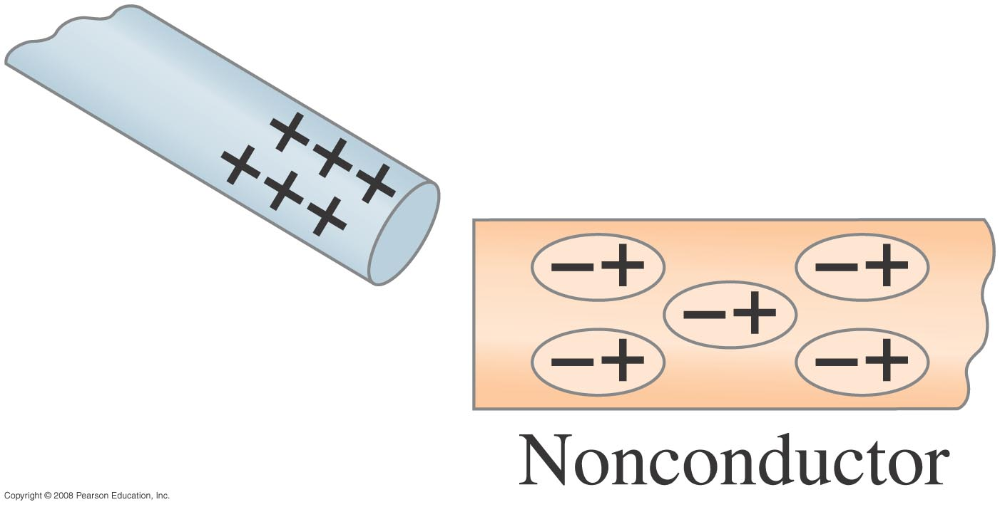 + + +
+ + +
− + − +
− +
− + − +
Nonconductor
Copyright © 2008 Pearson Education, Inc.